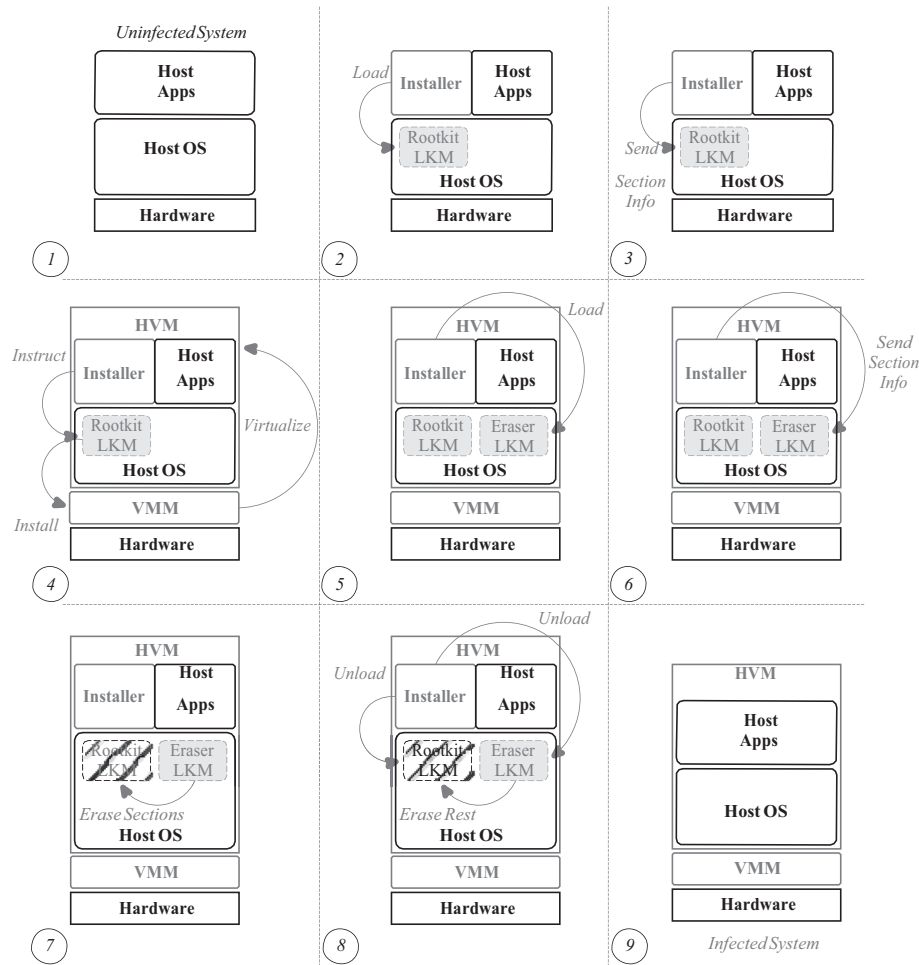 Uninfected System
Host
Apps
Host OS
Hardware
1
Load
Installer
Host
Apps
Rootkit
LKM
Host OS
Hardware
2
Installer
Host
Apps
Rootkit
LKM
Send
Section
Info
Host OS
Hardware
3
HVM
Instruct
Installer
Host
Apps
Virtualize
Rootkit
LKM
Host OS
Install
VMM
Hardware
4
HVM
Load
Installer
Host
Apps
Rootkit
LKM
Eraser
LKM
Host OS
VMM
Hardware
5
HVM
Send
Section
Info
Installer
Host
Apps
Rootkit
LKM
Eraser
LKM
Host OS
VMM
Hardware
6
HVM
Installer
Host
Apps
Rootkit
LKM
Eraser
LKM
Erase Sections
Host OS
VMM
Hardware
7
Unload
HVM
Unload
Installer
Host
Apps
Rootkit
LKM
Eraser
LKM
Erase Rest
Host OS
VMM
Hardware
8
HVM
Host
Apps
Host OS
VMM
Hardware
9
Infected System